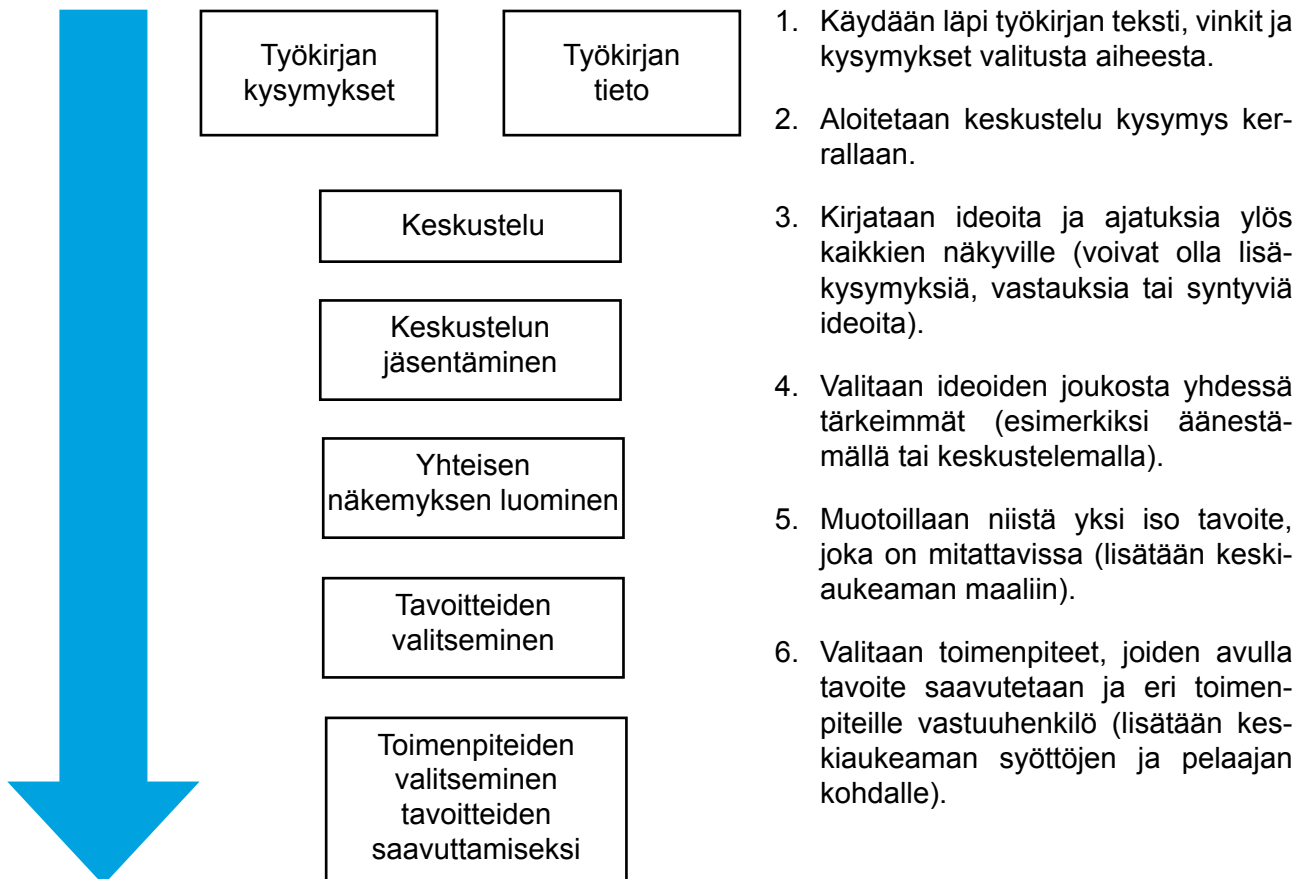 Työkirjan
kysymykset
Työkirjan
tieto
Keskustelu
Keskustelun
jäsentäminen
Yhteisen
näkemyksen luominen
Tavoitteiden
valitseminen
Toimenpiteiden
valitseminen
tavoitteiden
saavuttamiseksi
1. Käydään läpi työkirjan teksti, vinkit ja
kysymykset valitusta aiheesta.
2. Aloitetaan keskustelu kysymys ker-
rallaan.
3. Kirjataan ideoita ja ajatuksia ylös
kaikkien näkyville (voivat olla lisä-
kysymyksiä, vastauksia tai syntyviä
ideoita).
4. Valitaan ideoiden joukosta yhdessä
tärkeimmät (esimerkiksi äänestä-
mällä tai keskustelemalla).
5. Muotoillaan niistä yksi iso tavoite,
joka on mitattavissa (lisätään keski-
aukeaman maaliin).
6. Valitaan toimenpiteet, joiden avulla
tavoite saavutetaan ja eri toimen-
piteille vastuuhenkilö (lisätään kes-
kiaukeaman syöttöjen ja pelaajan
kohdalle).